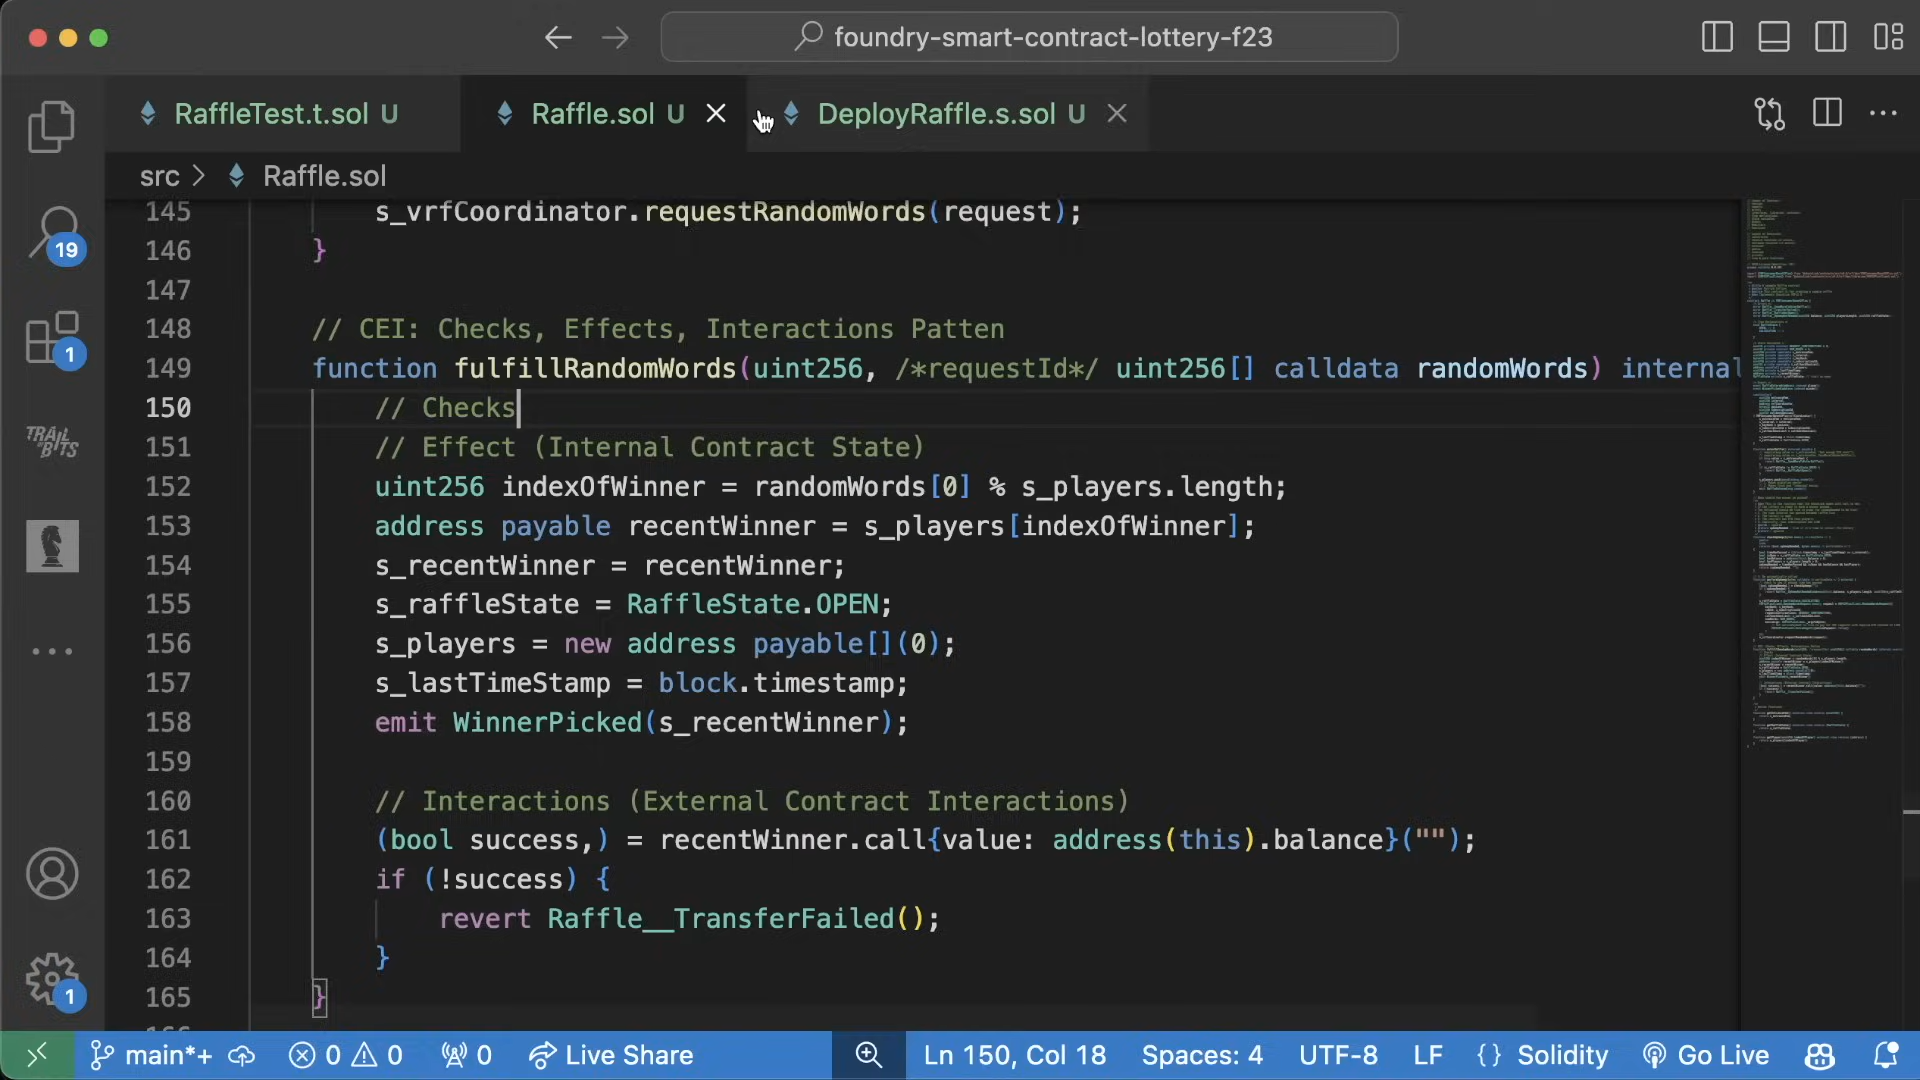 foundry-smart-contract-lottery-f23
RaffleTest.t.sol U
Raffle.sol U
DeployRaffle.s.sol U
src > Raffle.sol
19
1
TRAIL OF BITS
1
145 s_vrfCoordinator.requestRandomWords(request);
146 }
147
148 // CEI: Checks, Effects, Interactions Patten
149 function fulfillRandomWords(uint256, /*requestId*/ uint256[] calldata randomWords) internal
150 // Checks
151 // Effect (Internal Contract State)
152 uint256 indexOfWinner = randomWords[0] % s_players.length;
153 address payable recentWinner = s_players[indexOfWinner];
154 s_recentWinner = recentWinner;
155 s_raffleState = RaffleState.OPEN;
156 s_players = new address payable[](0);
157 s_lastTimeStamp = block.timestamp;
158 emit WinnerPicked(s_recentWinner);
159
160 // Interactions (External Contract Interactions)
161 (bool success,) = recentWinner.call{value: address(this).balance}("");
162 if (!success) {
163 revert Raffle__TransferFailed();
164 }
165 }
main*+ 0 0 0 Live Share Ln 150, Col 18 Spaces: 4 UTF-8 LF {} Solidity Go Live